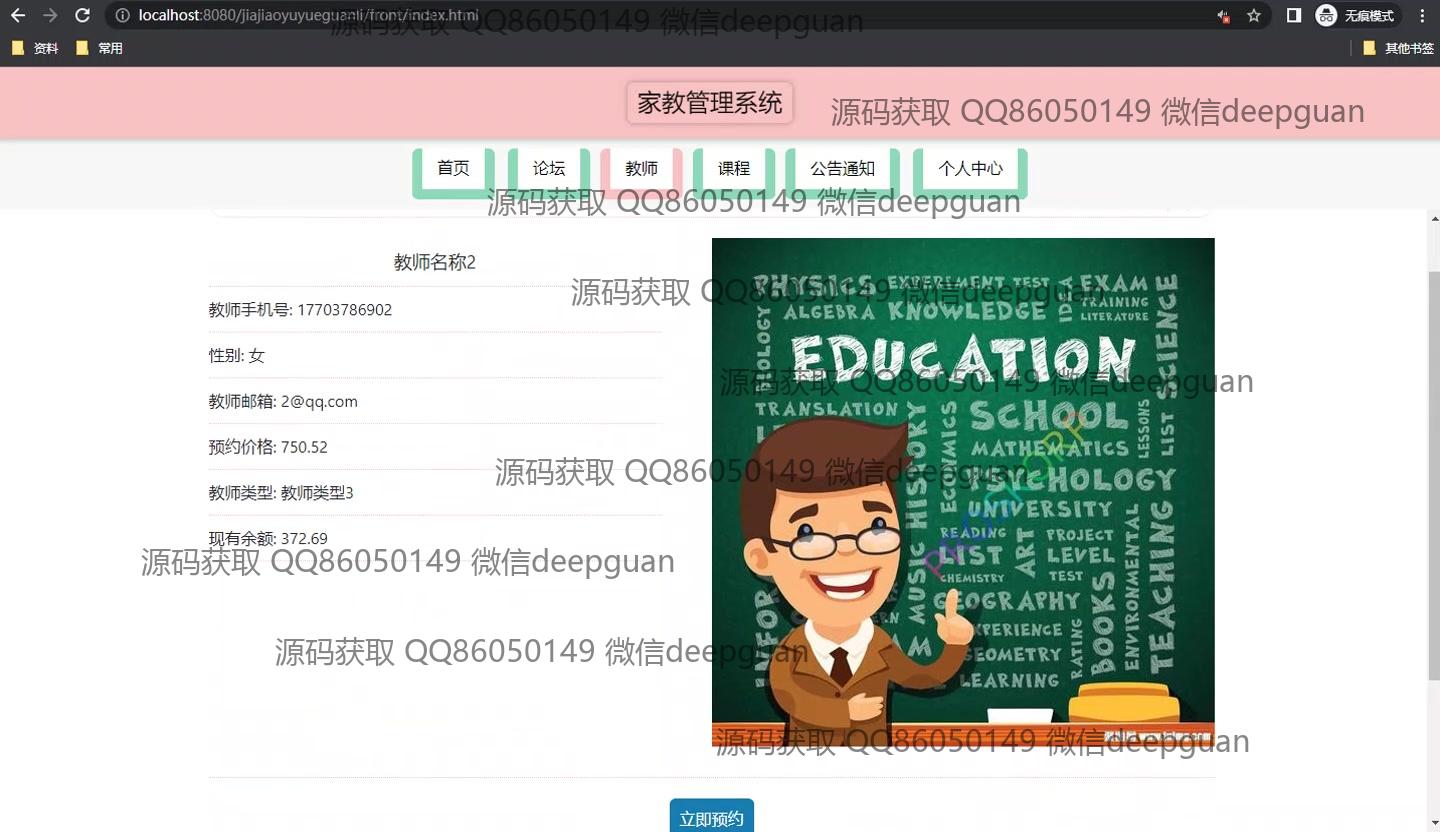 localhost:8080/jiajiaoyuyueguanli/front/index.html
无痕模式
源码获取 QQ86050149 微信deepguan
资料
常用
其他书签
家教管理系统
源码获取 QQ86050149 微信deepguan
首页
论坛
教师
课程
公告通知
个人中心
源码获取 QQ86050149 微信deepguan
教师名称2
源码获取 QQ86050149 微信deepguan
教师手机号: 17703786902
性别: 女
源码获取 QQ86050149 微信deepguan
教师邮箱: 2@qq.com
预约价格: 750.52
源码获取 QQ86050149 微信deepguan
教师类型: 教师类型3
现有余额: 372.69
源码获取 QQ86050149 微信deepguan
源码获取 QQ86050149 微信deepguan
PHYSICS
EXPEREMENT TEST
IDEA
EXAM
TRAINING
LITERATURE
ALGEBRA KNOWLEDGE
SCIENCE
EDUCATION
TRANSLATION
HISTORY
ECONOMICS
SCHOOL
LESSONS
LIST
MATHEMATICS
PSYCHOLOGY
UNIVERSITY
READING
LIST
ART
PROJECT
LEVEL
CHEMISTRY
TEST
MUSIC
GEOGRAPHY
BOOKS
ENVIRONMENTAL
TEACHING
EXPERIENCE
GEOMETRY
RATING
LEARNING
源码获取 QQ86050149 微信deepguan
立即预约